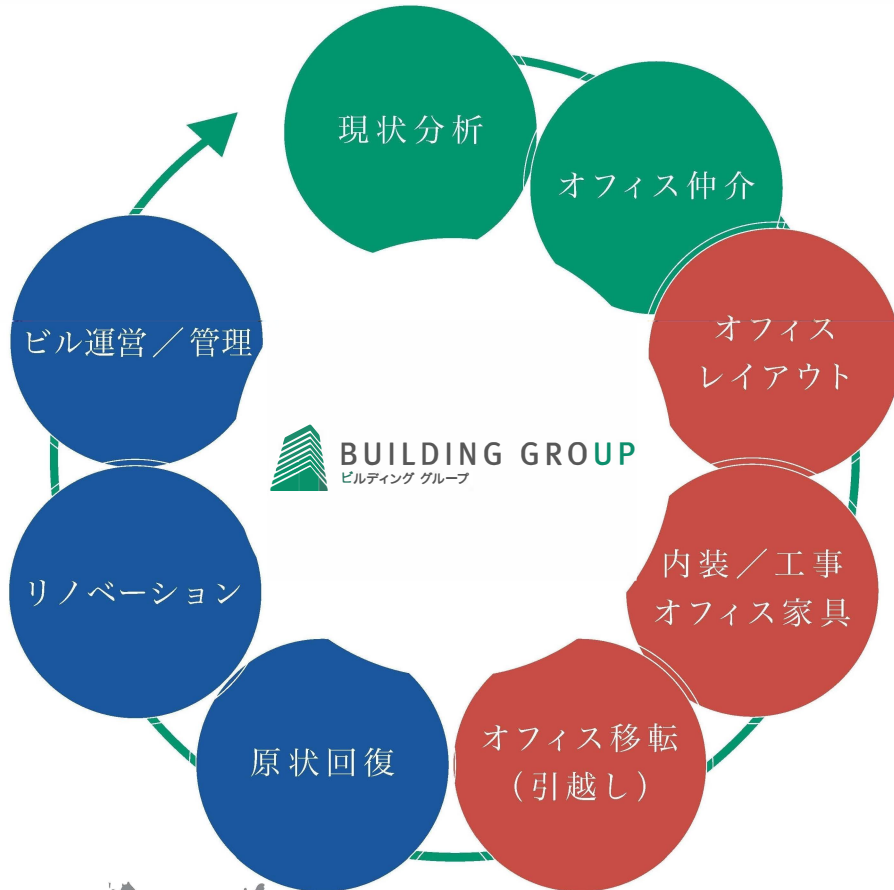 現状分析
オフィス仲介
オフィス
レイアウト
内装／工事
オフィス家具
オフィス移転
（引越し）
原状回復
リノベーション
ビル運営／管理
BUILDING GROUP
ビルディング グループ